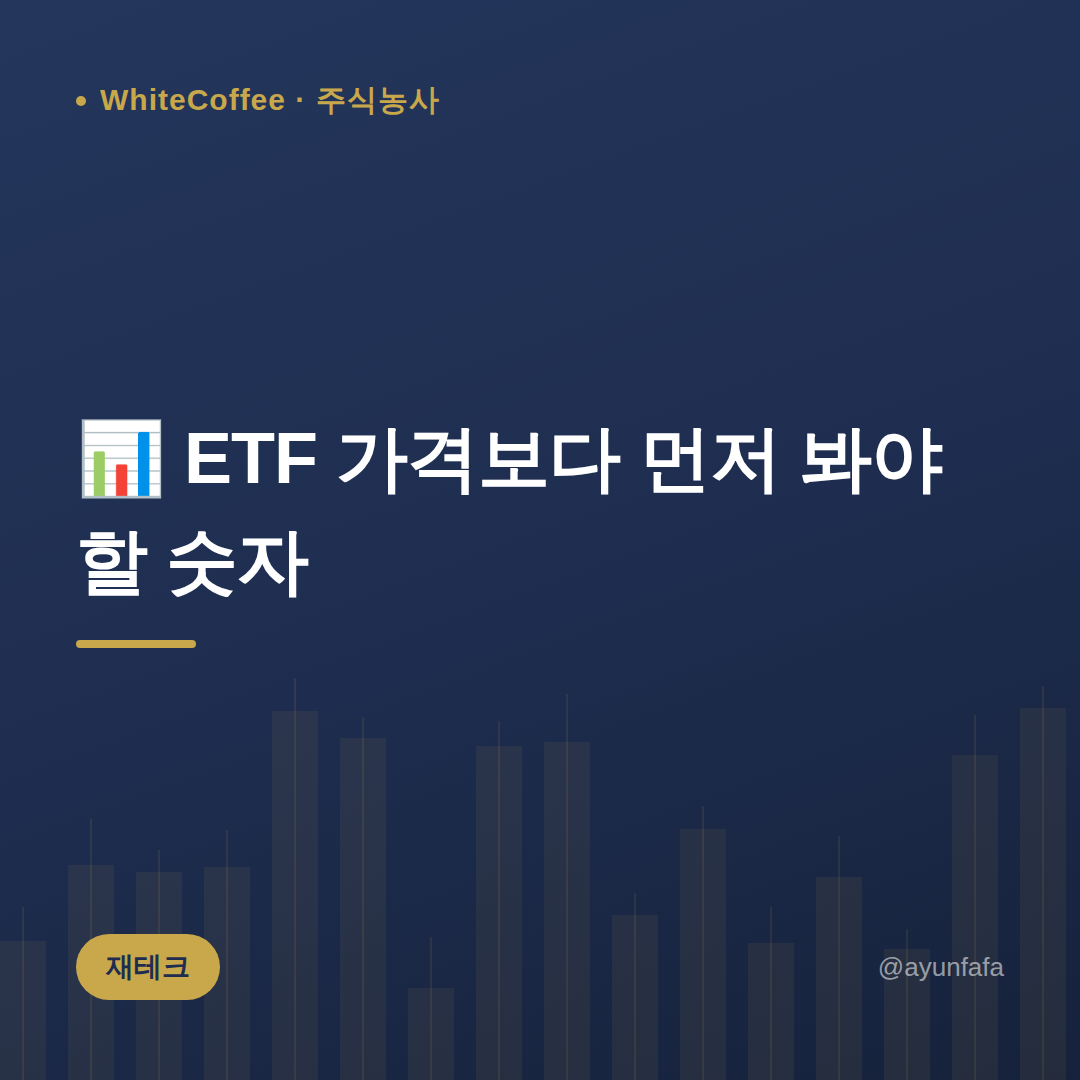 WhiteCoffee · 주식농사
📊 ETF 가격보다 먼저 봐야
할 숫자
재테크
@ayunfafa